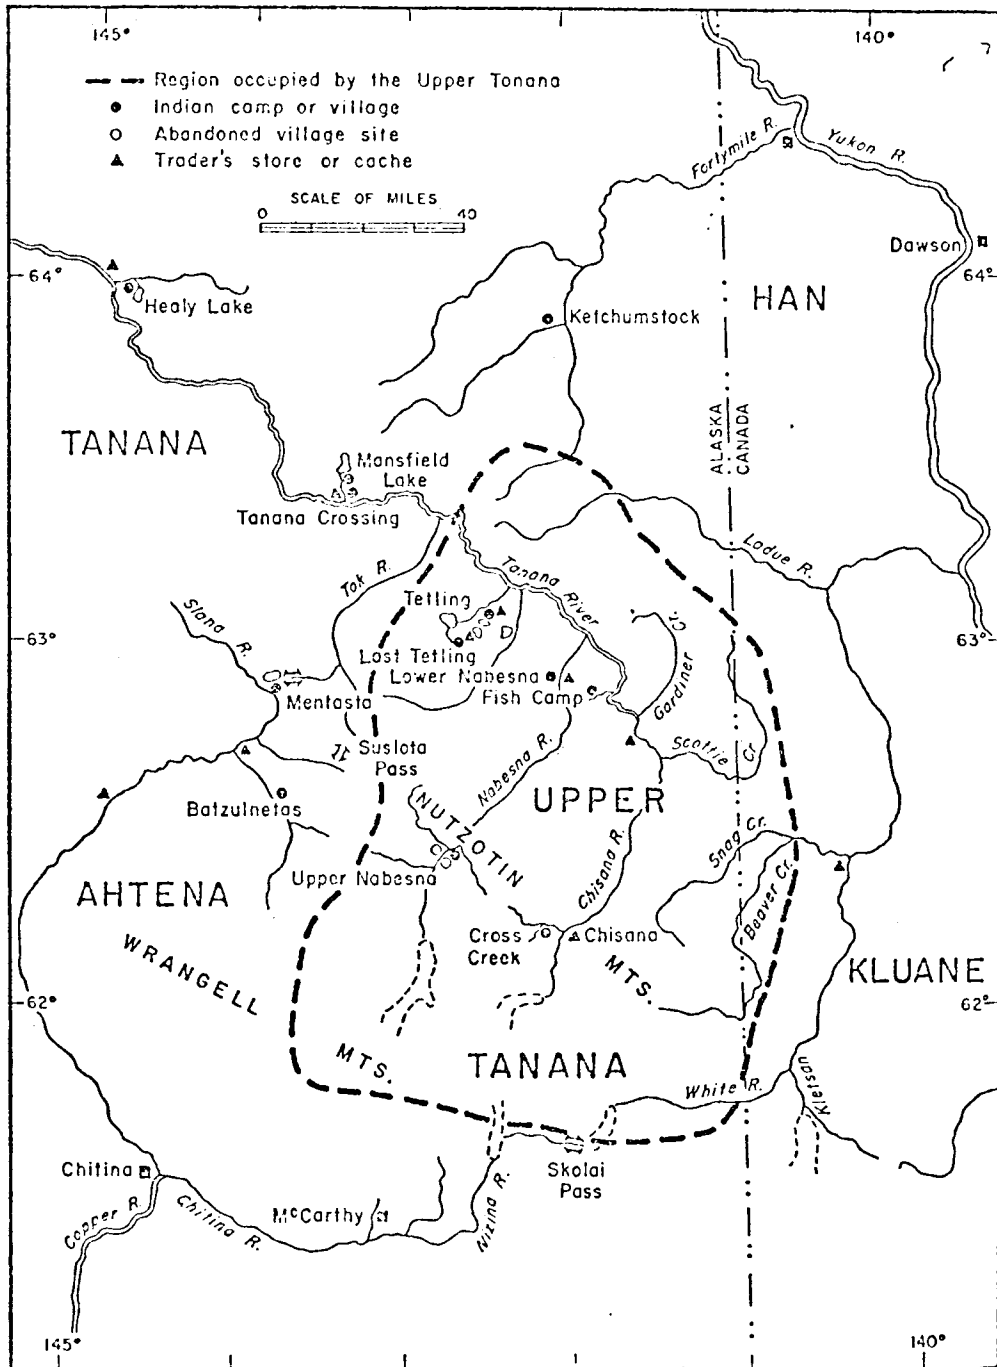 145°
140°
Region occupied by the Upper Tanana
Indian camp or village
Abandoned village site
Trader's store or cache
SCALE OF MILES
0 40
Fortymile R.
Yukon R.
Dawson
64°
64°
Healy Lake
HAN
Ketchumstock
ALASKA
CANADA
TANANA
Mansfield
Lake
Tanana Crossing
Ladue R.
Tok R.
Tanana River
Tetling
Slana R.
63°
63°
Last Tetling
Lower Nabesna
Fish Camp
Gardiner
Cr.
Mentasta
Suslota
Pass
Scottie Cr
Nabesna R.
Batzulnetas
UPPER
NUTZOTIN
Snag Cr.
Chisana R.
Upper Nabesna
Beaver Cr.
AHTENA
Cross
Creek
Chisana
WRANGELL
MTS.
KLUANE
62°
62°
MTS.
TANANA
White R.
Kletsan
Chitina
Skolai
Pass
Copper R.
Chitina R.
McCarthy
Nizina R.
145°
140°